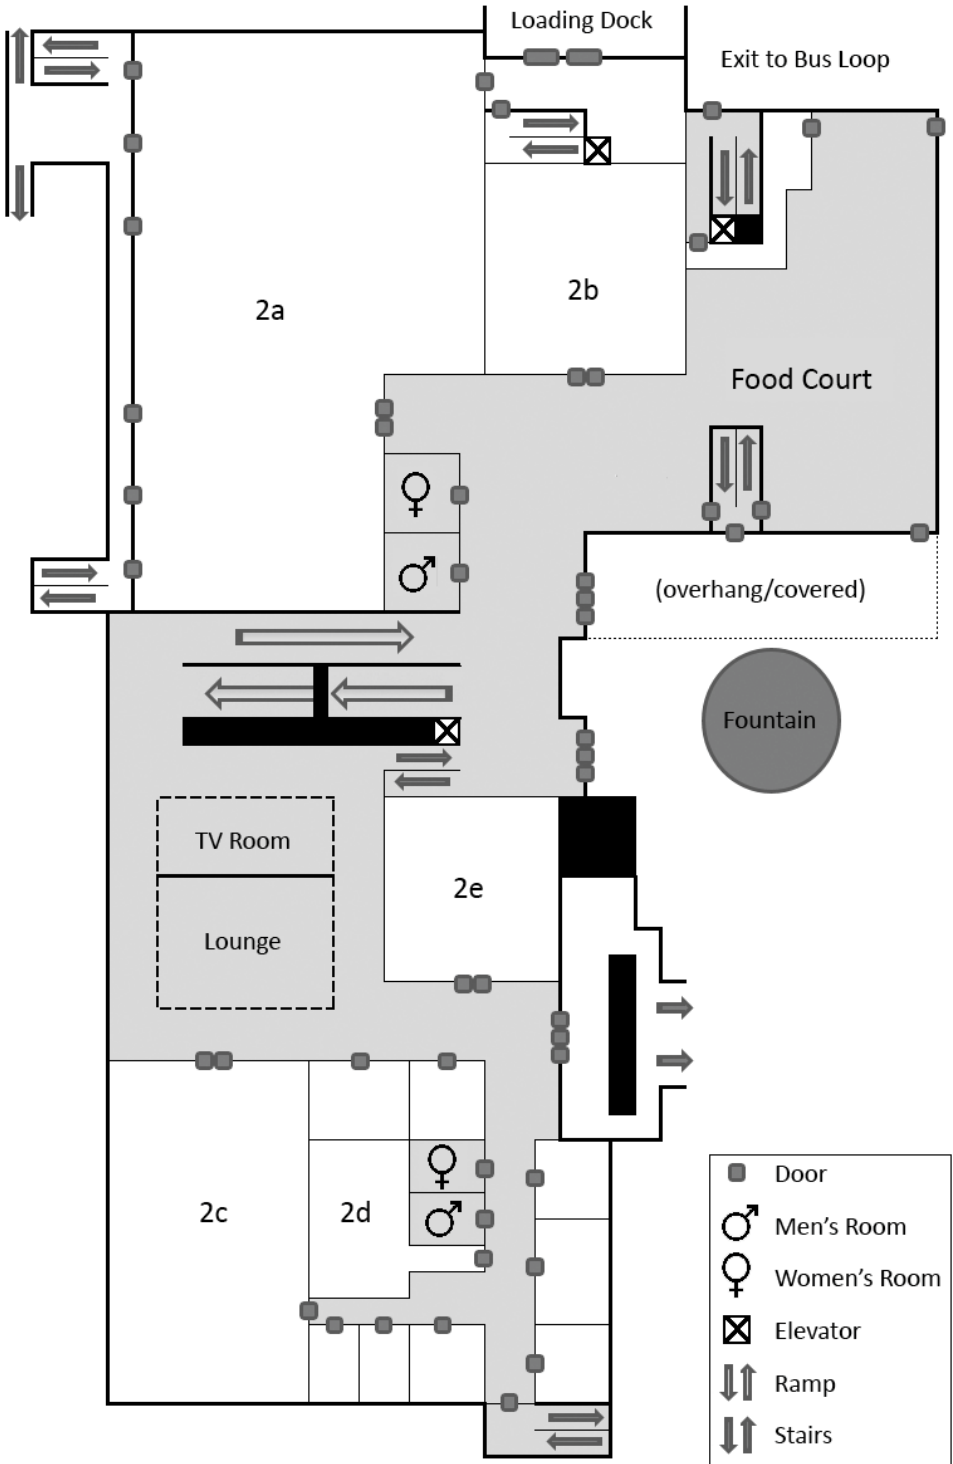 Loading Dock
Exit to Bus Loop
2a
2b
Food Court
(overhang/covered)
Fountain
TV Room
2e
Lounge
2c
2d
Door
Men's Room
Women's Room
Elevator
Ramp
Stairs